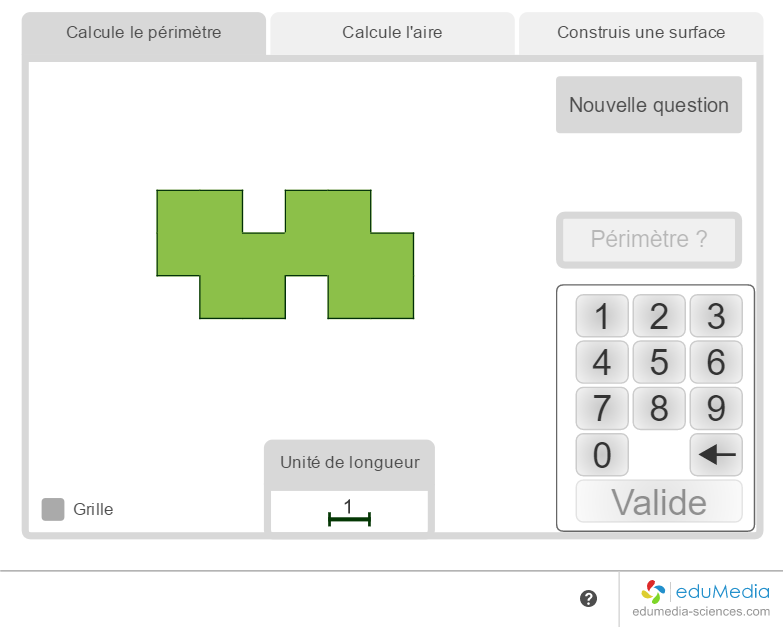 Calcule le périmètre
Calcule l'aire
Construis une surface
Nouvelle question
Périmètre ?
1 2 3
4 5 6
7 8 9
0
Valide
Unité de longueur
1
Grille
?
eduMedia
edumedia-sciences.com